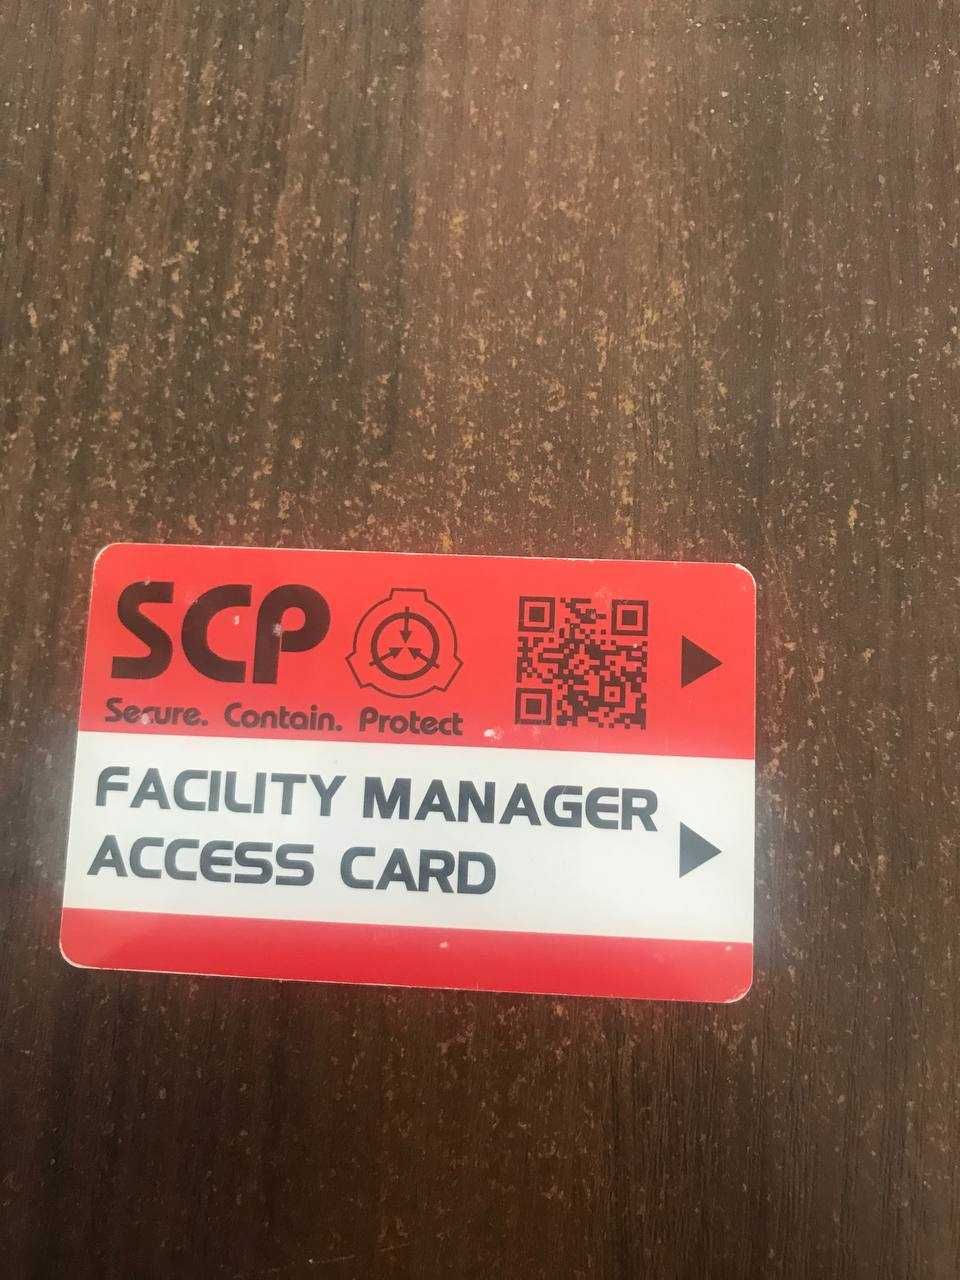 SCP
Secure. Contain. Protect
FACILITY MANAGER
ACCESS CARD